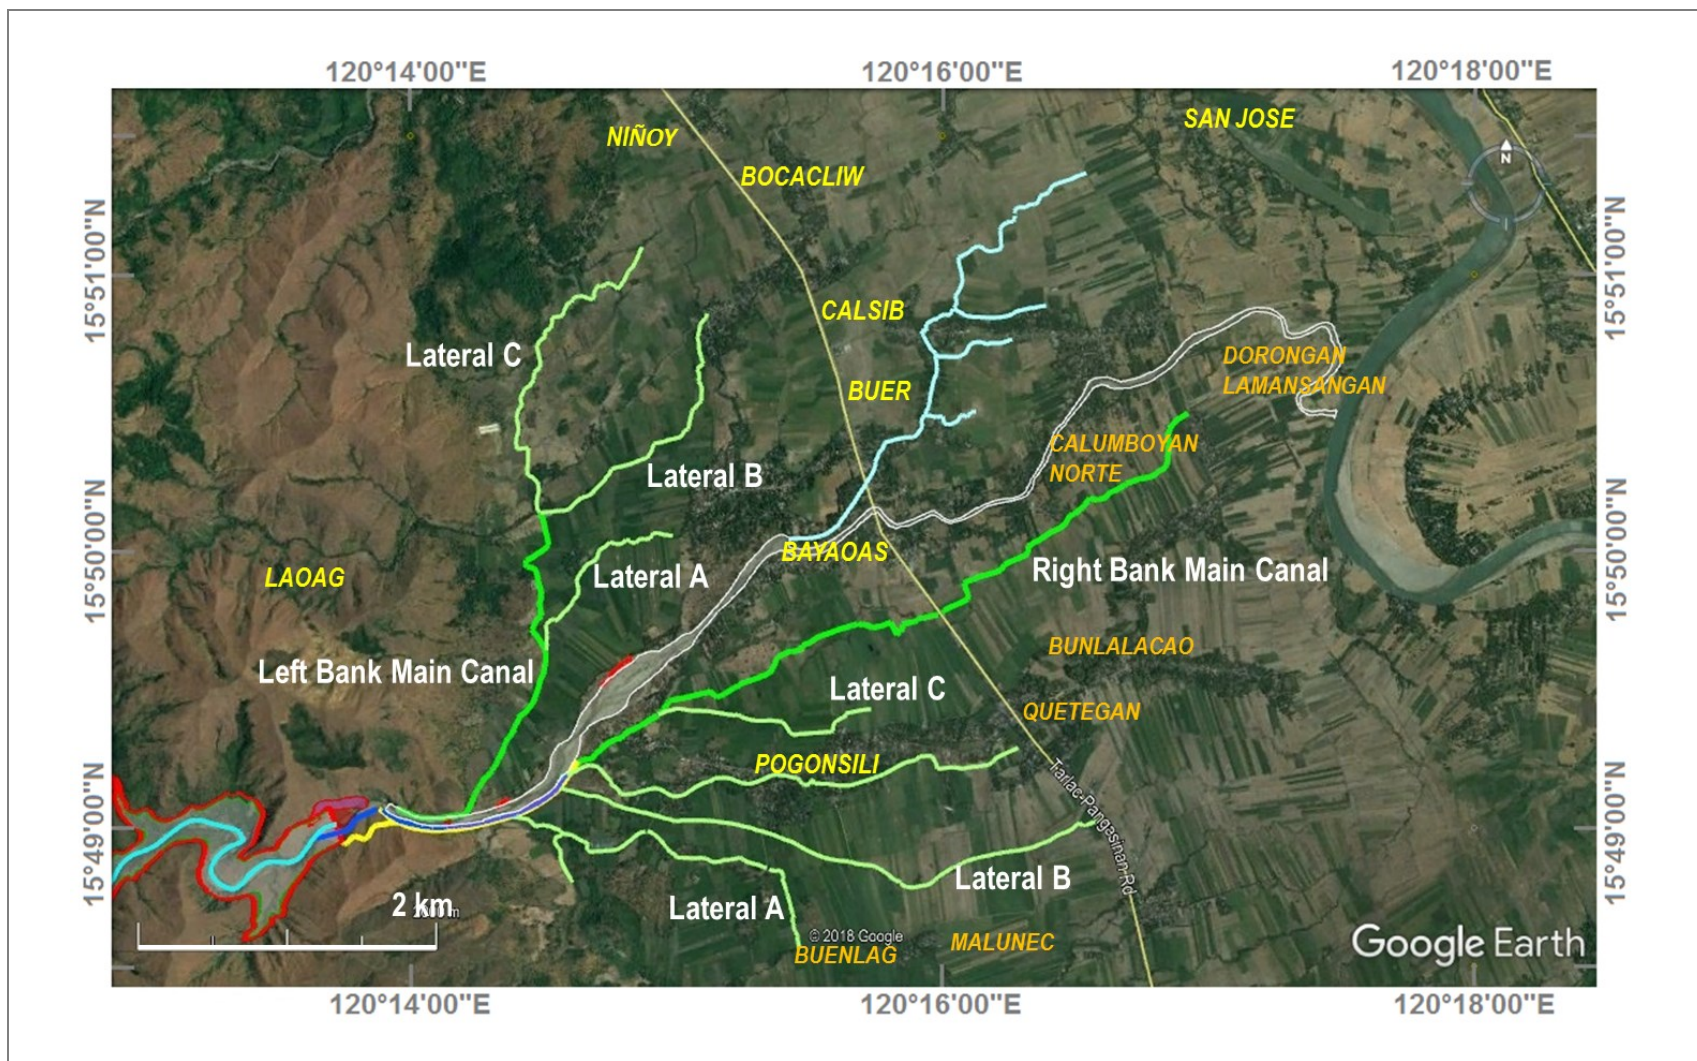 120°14'00"E
120°16'00"E
120°18'00"E
SAN JOSE
NIÑOY
BOCACLIW
N
15°51'00"N
15°51'00"N
CALSIB
Lateral C
DORONGAN
LAMANSANGAN
BUER
CALUMBOYAN
NORTE
Lateral B
15°50'00"N
15°50'00"N
BAYAOAS
LAOAG
Lateral A
Right Bank Main Canal
BUNLALACAO
Left Bank Main Canal
Lateral C
QUETEGAN
POGONSILI
Tarlac-Pangasinan-Rd
15°49'00"N
15°49'00"N
Lateral B
2 km
Lateral A
© 2018 Google
MALUNEC
BUENLAG
Google Earth
120°14'00"E
120°16'00"E
120°18'00"E